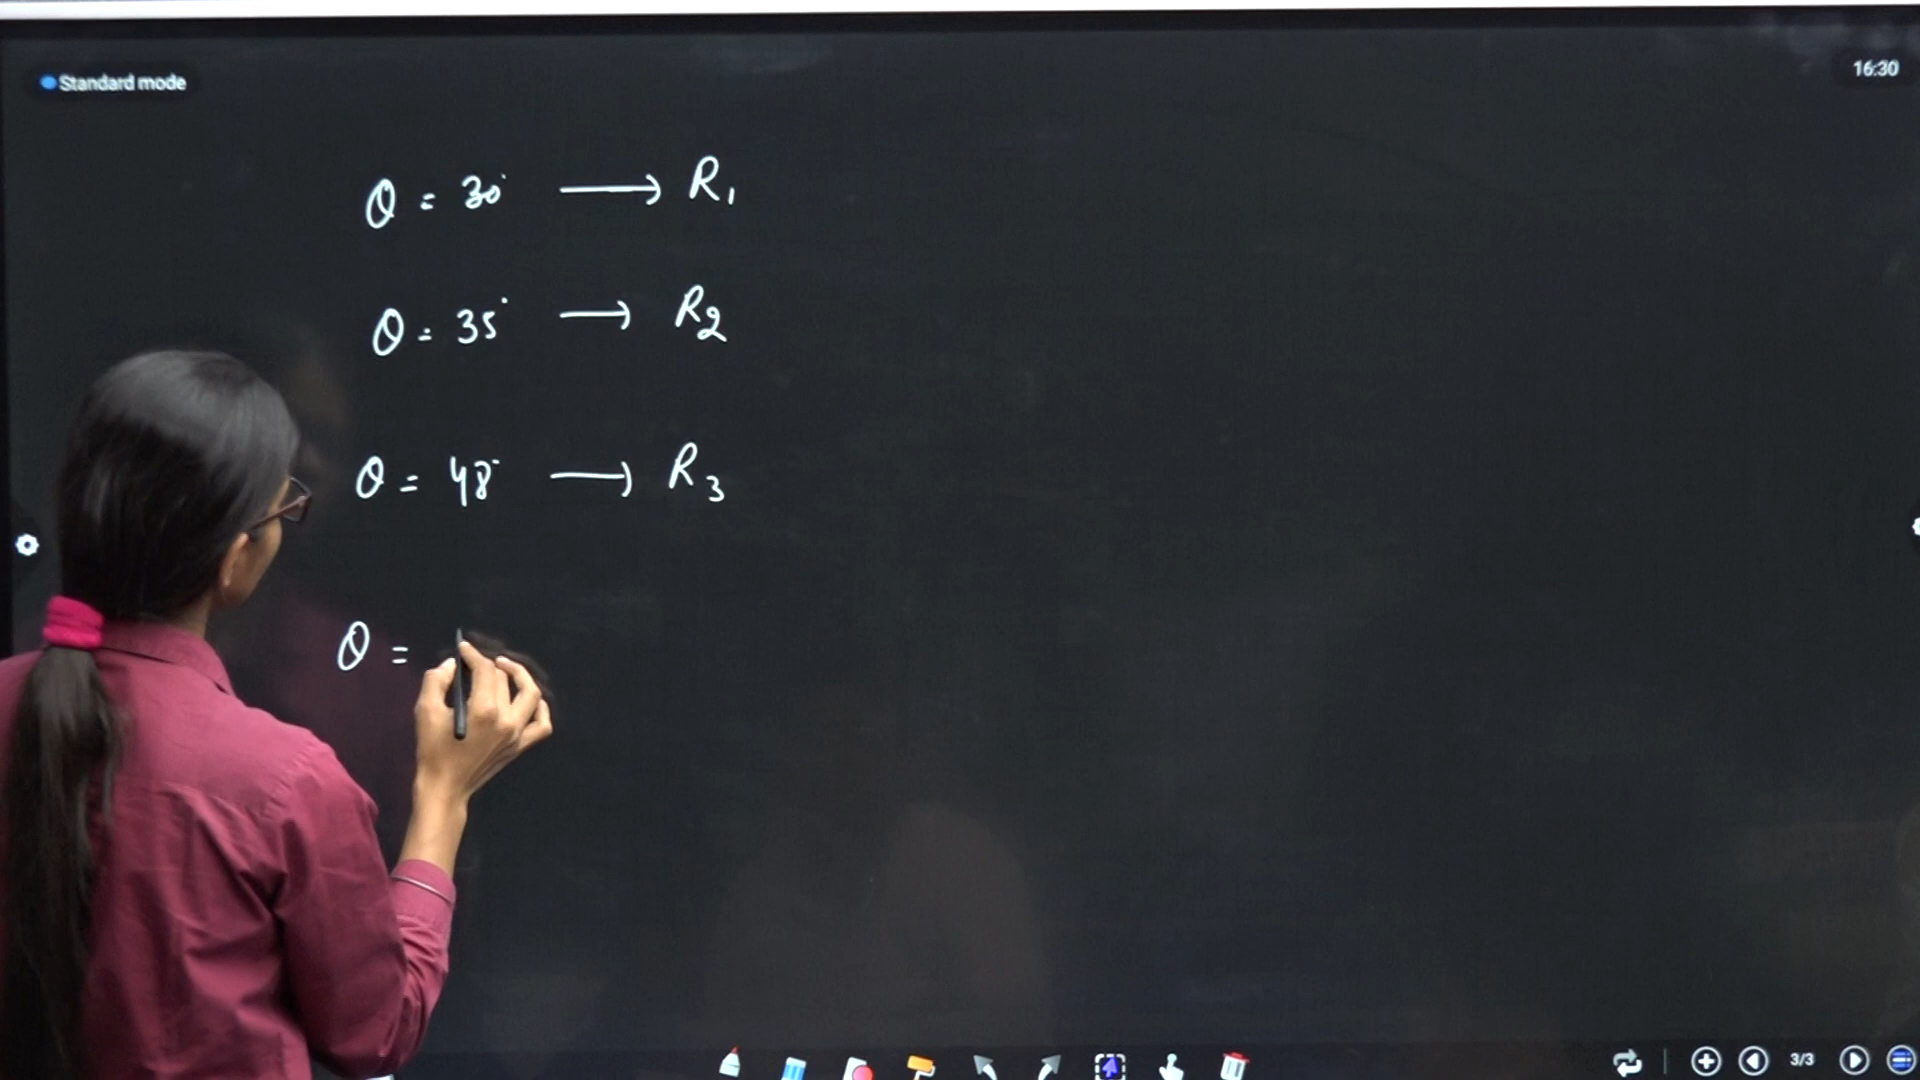 Standard mode
16:30
θ = 30° ⟶ R₁
θ = 35° ⟶ R₂
θ = 48° ⟶ R₃
θ =
3/3